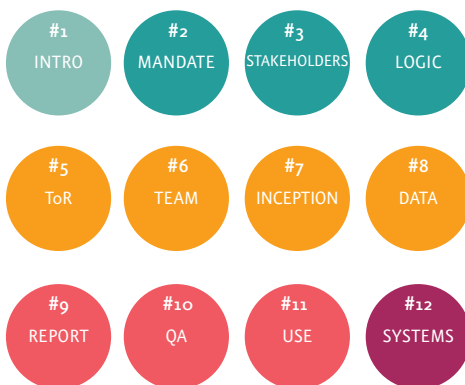 #1
INTRO
#2
MANDATE
#3
STAKEHOLDERS
#4
LOGIC
#5
ToR
#6
TEAM
#7
INCEPTION
#8
DATA
#9
REPORT
#10
QA
#11
USE
#12
SYSTEMS